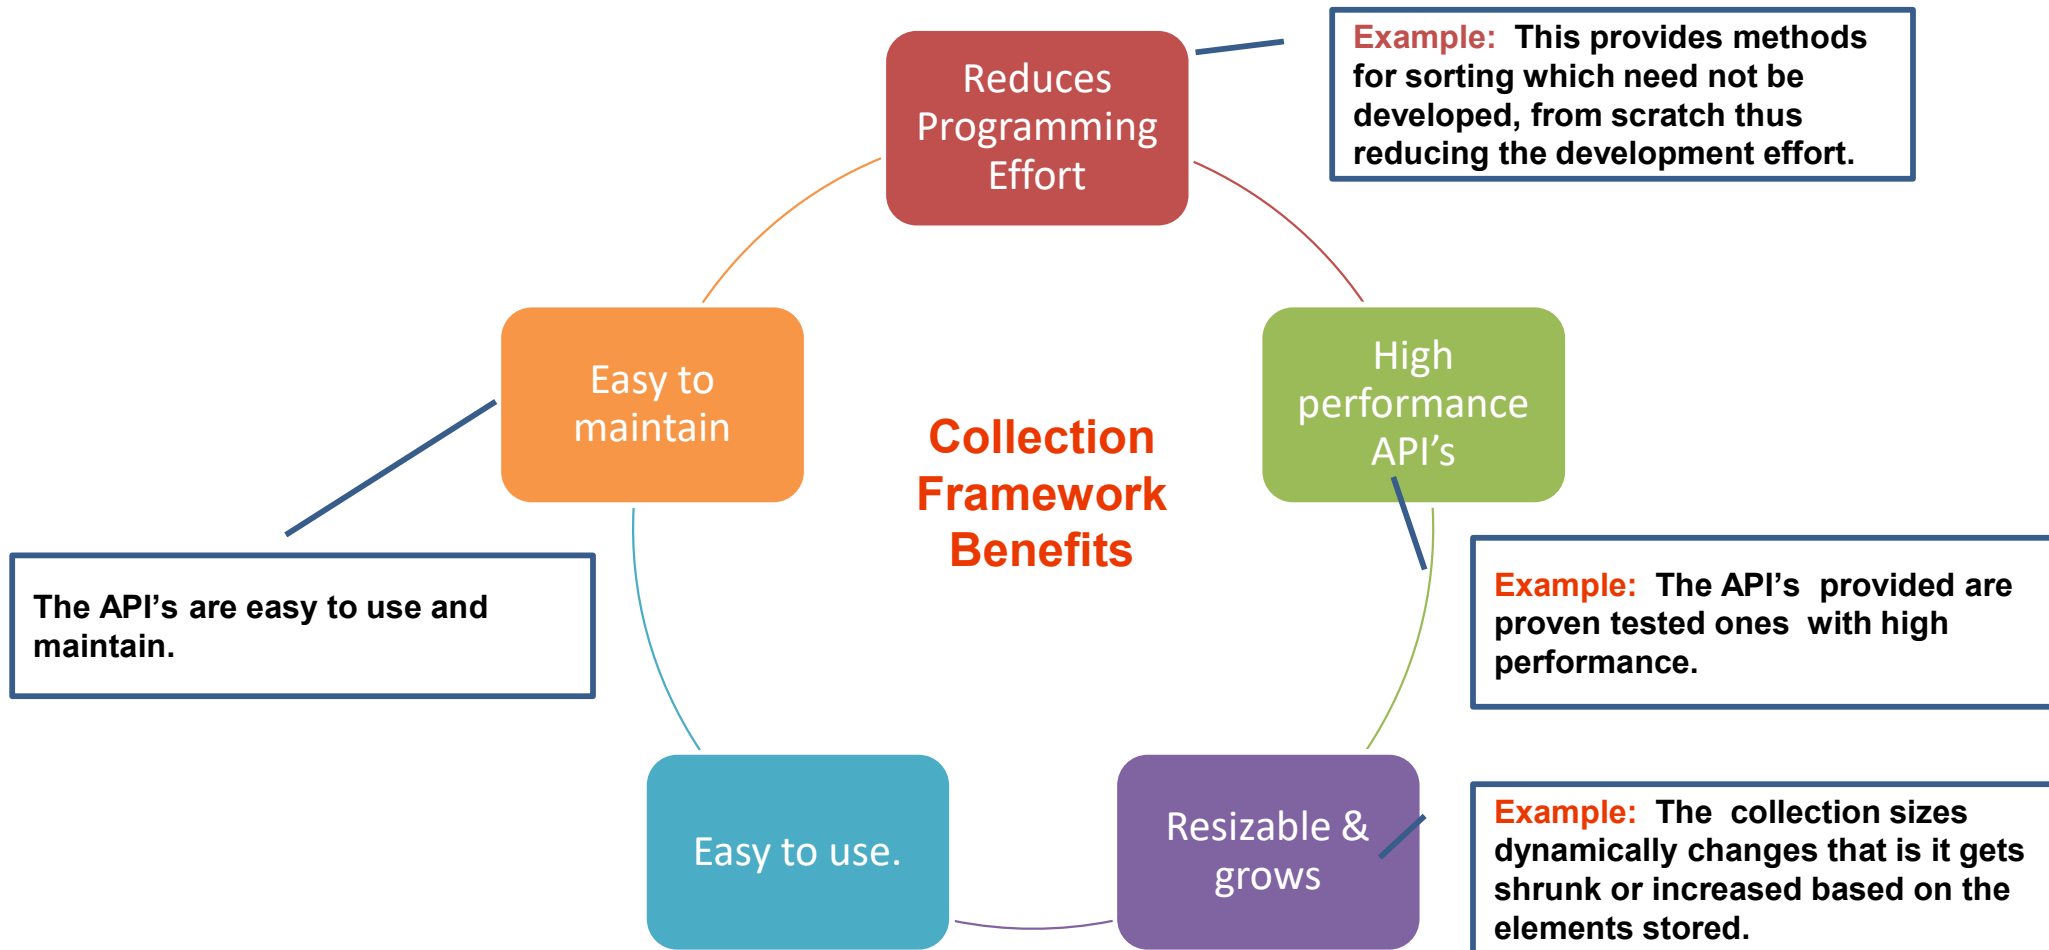 Reduces
Programming
Effort
Example:  This provides methods
for sorting which need not be
developed, from scratch thus
reducing the development effort.
Easy to
maintain
High
performance
API’s
Collection
Framework
Benefits
The API’s are easy to use and
maintain.
Example:  The API’s  provided are
proven tested ones  with high
performance.
Easy to use.
Resizable &
grows
Example:  The  collection sizes
dynamically changes that is it gets
shrunk or increased based on the
elements stored.